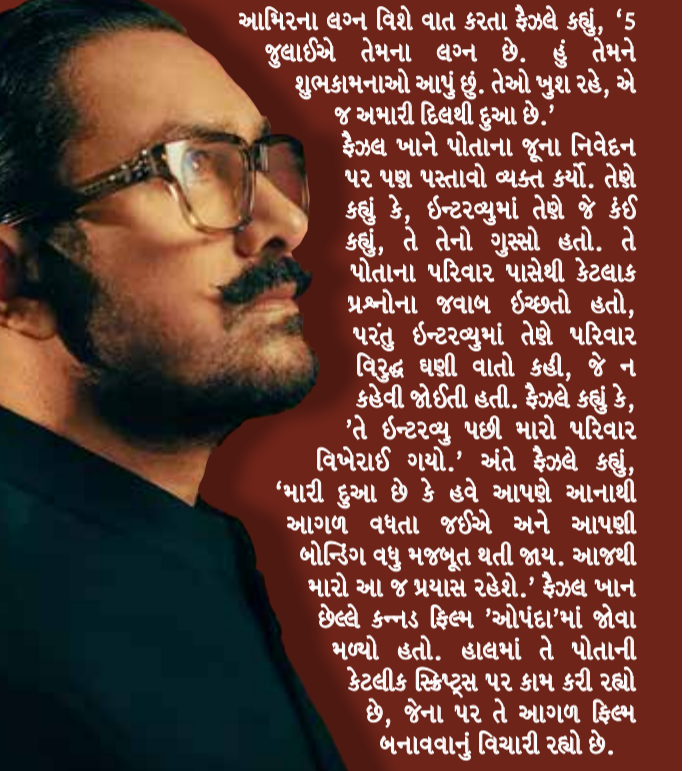 આમિરના લગ્ન વિશે વાત કરતા ફૈઝલે કહ્યું, ‘5
જુલાઈએ તેમના લગ્ન છે. હું તેમને
શુભકામનાઓ આપું છું. તેઓ ખુશ રહે, એ
જ અમારી દિલથી દુઆ છે.’
ફૈઝલ ખાને પોતાના જૂના નિવેદન
પર પણ પસ્તાવો વ્યક્ત કર્યો. તેણે
કહ્યું કે, ઇન્ટરવ્યુમાં તેણે જે કંઈ
કહ્યું, તે તેનો ગુસ્સો હતો. તે
પોતાના પરિવાર પાસેથી કેટલાક
પ્રશ્નોના જવાબ ઇચ્છતો હતો,
પરંતુ ઇન્ટરવ્યુમાં તેણે પરિવાર
વિરુદ્ધ ઘણી વાતો કહી, જે ન
કહેવી જોઈતી હતી. ફૈઝલે કહ્યું કે,
’તે ઇન્ટરવ્યુ પછી મારો પરિવાર
વિખેરાઈ ગયો.’ અંતે ફૈઝલે કહ્યું,
‘મારી દુઆ છે કે હવે આપણે આનાથી
આગળ વધતા જઈએ અને આપણી
બોન્ડિંગ વધુ મજબૂત થતી જાય. આજથી
મારો આ જ પ્રયાસ રહેશે.’ ફૈઝલ ખાન
છેલ્લે કન્નડ ફિલ્મ ’ઓપંદા’માં જોવા
મળ્યો હતો. હાલમાં તે પોતાની
કેટલીક સ્ક્રિપ્ટ્સ પર કામ કરી રહ્યો
છે, જેના પર તે આગળ ફિલ્મ
બનાવવાનું વિચારી રહ્યો છે.